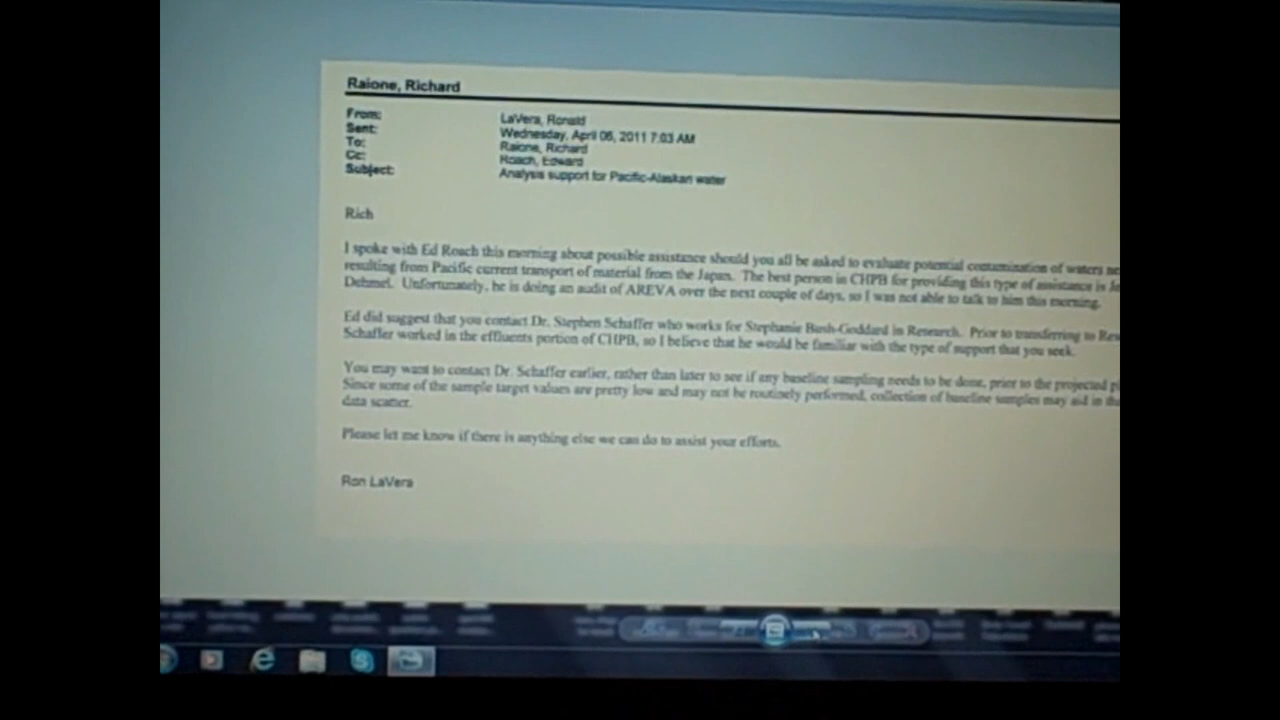 Raione, Richard
From: LaVera, Ronald
Sent: Wednesday, April 06, 2011 7:03 AM
To: Raione, Richard
Cc: Roach, Edward
Subject: Analysis support for Pacific-Alaskan water
Rich
I spoke with Ed Roach this morning about possible assistance should you all be asked to evaluate potential contamination of waters
resulting from Pacific current transport of material from the Japan. The best person in CHPB for providing this type of assistance is
Dehmel. Unfortunately, he is doing an audit of AREVA over the next couple of days, so I was not able to talk to him this morning.
Ed did suggest that you contact Dr. Stephen Schaffer who works for Stephanie Bush-Goddard in Research. Prior to transferring to
Schaffer worked in the effluents portion of CHPB, so I believe that he would be familiar with the type of support that you seek.
You may want to contact Dr. Schaffer earlier, rather than later to see if any baseline sampling needs to be done, prior to the projected
Since some of the sample target values are pretty low and may not be routinely performed, collection of baseline samples may aid in the
data scatter.
Please let me know if there is anything else we can do to assist your efforts.
Ron LaVera